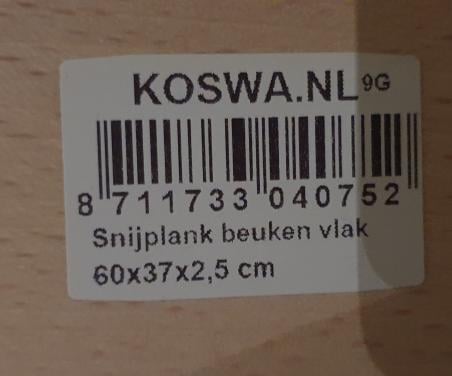 KOSWA.NL 9G
8 711733 040752
Snijplank beuken vlak
60x37x2,5 cm